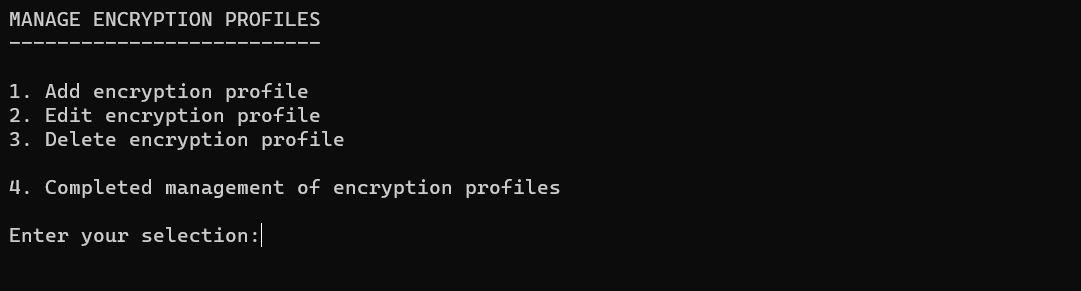 MANAGE ENCRYPTION PROFILES
--------------------------
1. Add encryption profile
2. Edit encryption profile
3. Delete encryption profile
4. Completed management of encryption profiles
Enter your selection: